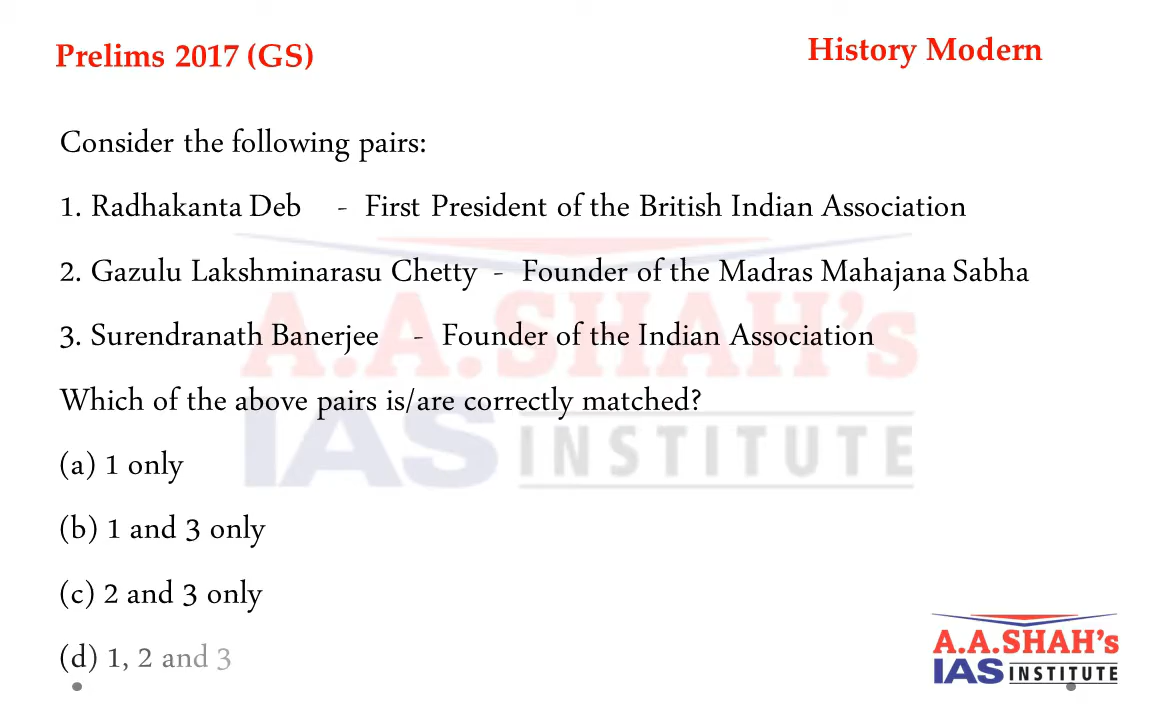 Prelims 2017 (GS)
History Modern
Consider the following pairs:
1. Radhakanta Deb - First President of the British Indian Association
2. Gazulu Lakshminarasu Chetty - Founder of the Madras Mahajana Sabha
3. Surendranath Banerjee - Founder of the Indian Association
Which of the above pairs is/are correctly matched?
(a) 1 only
(b) 1 and 3 only
(c) 2 and 3 only
(d) 1, 2 and 3
A.A.SHAH's
IAS INSTITUTE
A.A.SHAH's
IAS INSTITUTE